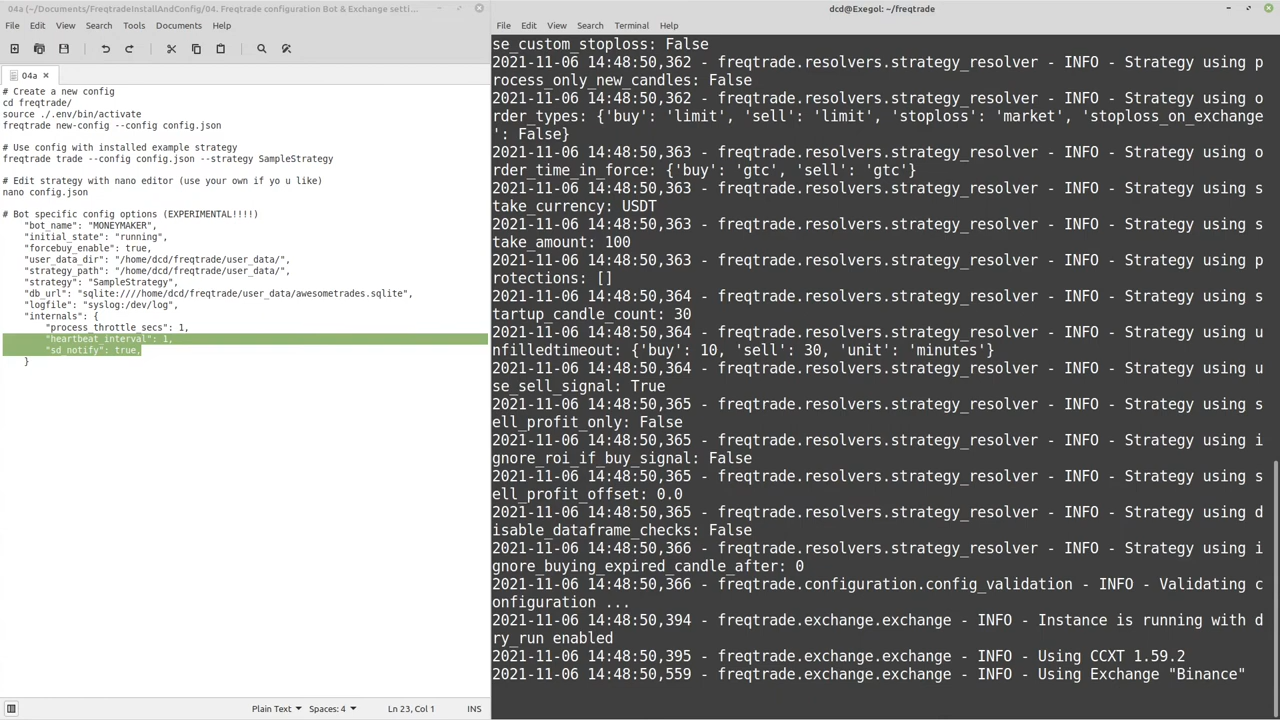 04a (~/Documents/FreqtradeInstallAndConfig/04. Freqtrade configuration Bot & Exchange setti...
File Edit View Search Tools Documents Help
04a
# Create a new config
cd freqtrade/
source ./.env/bin/activate
freqtrade new-config --config config.json
# Use config with installed example strategy
freqtrade trade --config config.json --strategy SampleStrategy
# Edit strategy with nano editor (use your own if yo u like)
nano config.json
# Bot specific config options (EXPERIMENTAL!!!!)
"bot_name": "MONEYMAKER",
"initial_state": "running",
"forcebuy_enable": true,
"user_data_dir": "/home/dcd/freqtrade/user_data/",
"strategy_path": "/home/dcd/freqtrade/user_data/",
"strategy": "SampleStrategy",
"db_url": "sqlite:////home/dcd/freqtrade/user_data/awesometrades.sqlite",
"logfile": "syslog:/dev/log",
"internals": {
"process_throttle_secs": 1,
"heartbeat_interval": 1,
"sd_notify": true,
}
Plain Text Spaces: 4 Ln 23, Col 1 INS
dcd@Exegol: ~/freqtrade
File Edit View Search Terminal Help
se_custom_stoploss: False
2021-11-06 14:48:50,362 - freqtrade.resolvers.strategy_resolver - INFO - Strategy using p
rocess_only_new_candles: False
2021-11-06 14:48:50,362 - freqtrade.resolvers.strategy_resolver - INFO - Strategy using o
rder_types: {'buy': 'limit', 'sell': 'limit', 'stoploss': 'market', 'stoploss_on_exchange
': False}
2021-11-06 14:48:50,363 - freqtrade.resolvers.strategy_resolver - INFO - Strategy using o
rder_time_in_force: {'buy': 'gtc', 'sell': 'gtc'}
2021-11-06 14:48:50,363 - freqtrade.resolvers.strategy_resolver - INFO - Strategy using s
take_currency: USDT
2021-11-06 14:48:50,363 - freqtrade.resolvers.strategy_resolver - INFO - Strategy using s
take_amount: 100
2021-11-06 14:48:50,363 - freqtrade.resolvers.strategy_resolver - INFO - Strategy using p
rotections: []
2021-11-06 14:48:50,364 - freqtrade.resolvers.strategy_resolver - INFO - Strategy using s
tartup_candle_count: 30
2021-11-06 14:48:50,364 - freqtrade.resolvers.strategy_resolver - INFO - Strategy using u
nfilledtimeout: {'buy': 10, 'sell': 30, 'unit': 'minutes'}
2021-11-06 14:48:50,364 - freqtrade.resolvers.strategy_resolver - INFO - Strategy using u
se_sell_signal: True
2021-11-06 14:48:50,365 - freqtrade.resolvers.strategy_resolver - INFO - Strategy using s
ell_profit_only: False
2021-11-06 14:48:50,365 - freqtrade.resolvers.strategy_resolver - INFO - Strategy using i
gnore_roi_if_buy_signal: False
2021-11-06 14:48:50,365 - freqtrade.resolvers.strategy_resolver - INFO - Strategy using s
ell_profit_offset: 0.0
2021-11-06 14:48:50,365 - freqtrade.resolvers.strategy_resolver - INFO - Strategy using d
isable_dataframe_checks: False
2021-11-06 14:48:50,366 - freqtrade.resolvers.strategy_resolver - INFO - Strategy using i
gnore_buying_expired_candle_after: 0
2021-11-06 14:48:50,366 - freqtrade.configuration.config_validation - INFO - Validating c
onfiguration ...
2021-11-06 14:48:50,394 - freqtrade.exchange.exchange - INFO - Instance is running with d
ry_run enabled
2021-11-06 14:48:50,395 - freqtrade.exchange.exchange - INFO - Using CCXT 1.59.2
2021-11-06 14:48:50,559 - freqtrade.exchange.exchange - INFO - Using Exchange "Binance"